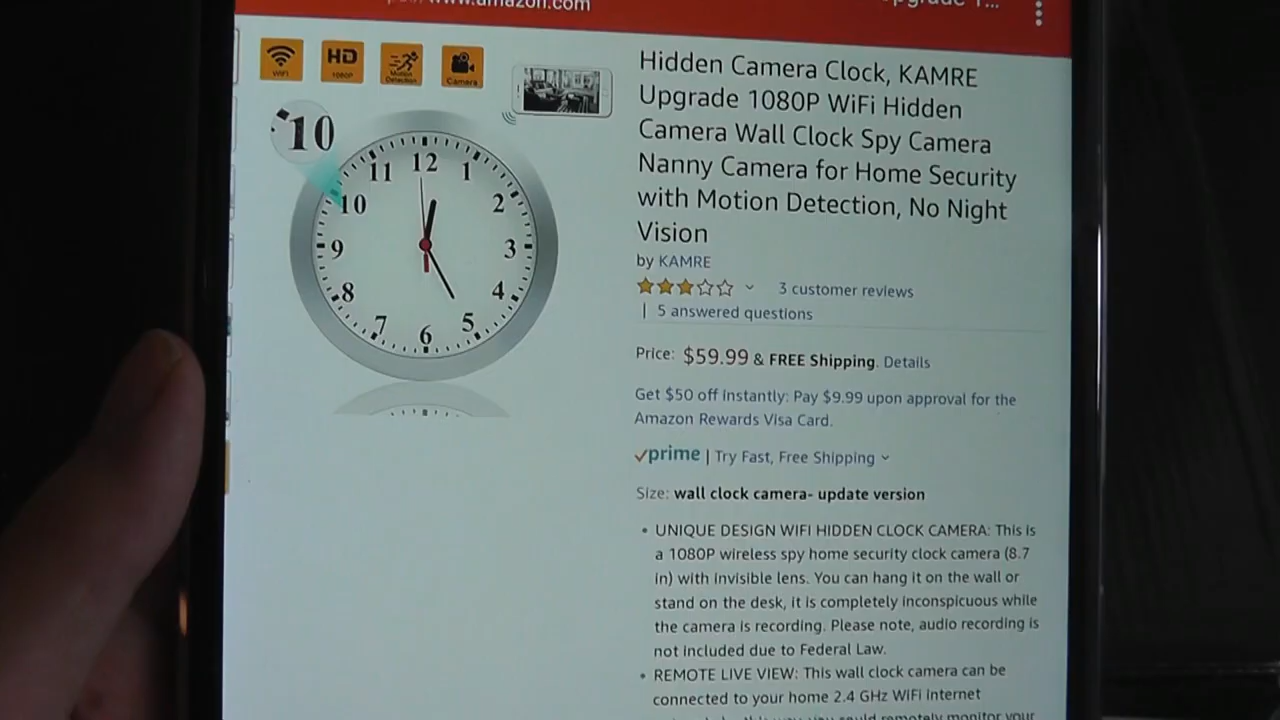 www.amazon.com
WiFi
HD
1080P
Motion
Detection
Camera
10
12
11
1
10
2
9
3
8
4
7
5
6
Hidden Camera Clock, KAMRE
Upgrade 1080P WiFi Hidden
Camera Wall Clock Spy Camera
Nanny Camera for Home Security
with Motion Detection, No Night
Vision
by KAMRE
3 customer reviews
| 5 answered questions
Price: $59.99 & FREE Shipping. Details
Get $50 off instantly: Pay $9.99 upon approval for the
Amazon Rewards Visa Card.
prime | Try Fast, Free Shipping
Size: wall clock camera- update version
• UNIQUE DESIGN WIFI HIDDEN CLOCK CAMERA: This is
a 1080P wireless spy home security clock camera (8.7
in) with invisible lens. You can hang it on the wall or
stand on the desk, it is completely inconspicuous while
the camera is recording. Please note, audio recording is
not included due to Federal Law.
• REMOTE LIVE VIEW: This wall clock camera can be
connected to your home 2.4 GHz WiFi internet
you could remotely monitor your